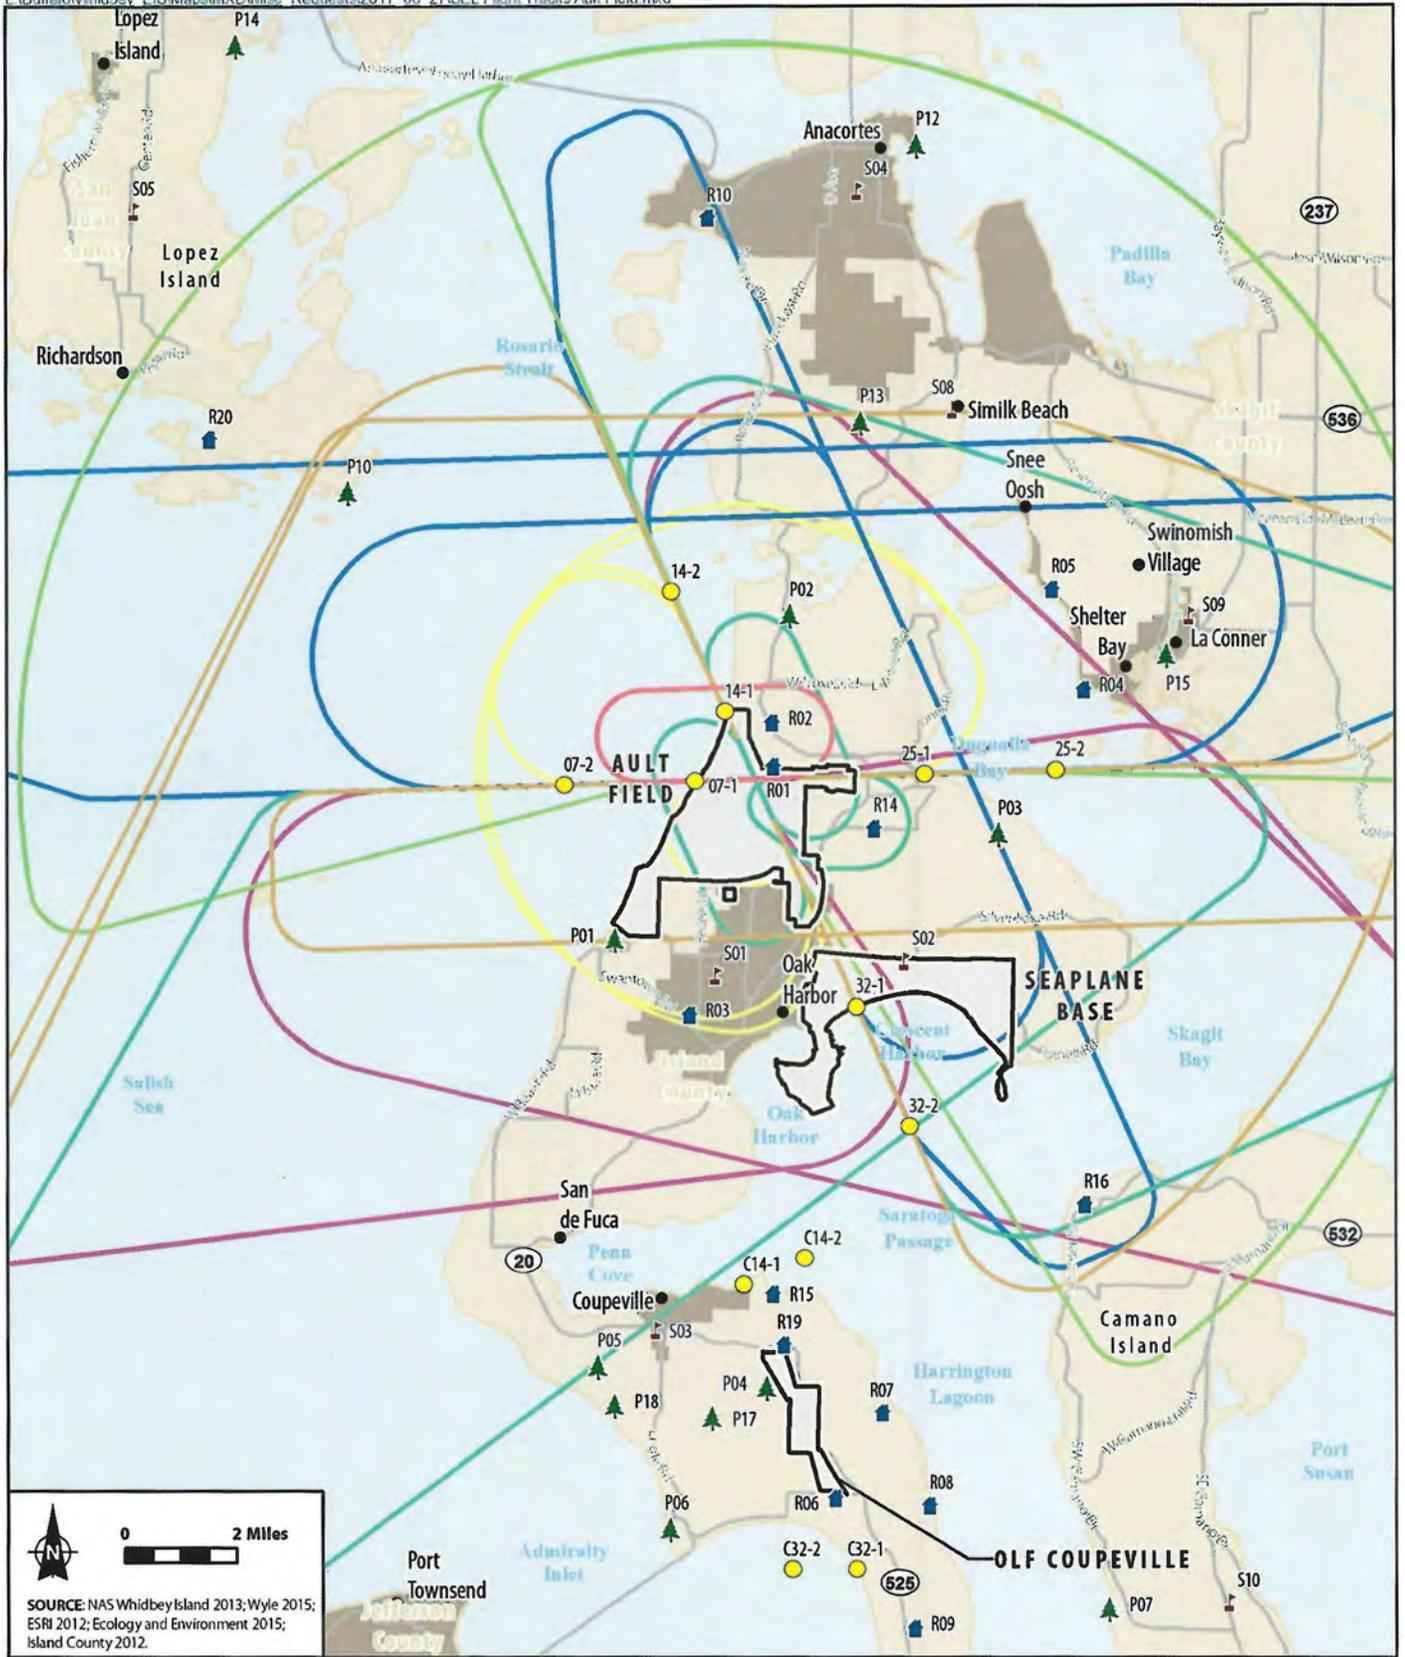 Lopez
Island
P14
Anacortes
P12
S04
S05
R10
237
San
Juan
County
Lopez
Island
Padilla
Bay
Rosario
Strait
Richardson
R20
P10
P13
S08
Similk Beach
Skagit
County
536
Snee
Oosh
Swinomish
Village
14-2
P02
R05
S09
Shelter
Bay
La Conner
R04
P15
14-1
R02
07-2
AULT
FIELD
07-1
R01
25-1
Dugualla
Bay
25-2
R14
P03
P01
S01
S02
Oak
Harbor
R03
32-1
SEAPLANE
BASE
Crescent
Harbor
Skagit
Bay
Island
County
Salish
Sea
Oak
Harbor
32-2
San
de Fuca
R16
Saratoga
Passage
532
20
Penn
Cove
C14-2
C14-1
R15
Coupeville
S03
R19
Camano
Island
P05
P04
P18
P17
R07
Harrington
Lagoon
Port
Susan
R06
R08
P06
C32-2
C32-1
OLF COUPEVILLE
525
Admiralty
Inlet
Port
Townsend
Jefferson
County
R09
P07
S10
N
0 2 Miles
SOURCE: NAS Whidbey Island 2013; Wyle 2015;
ESRI 2012; Ecology and Environment 2015;
Island County 2012.